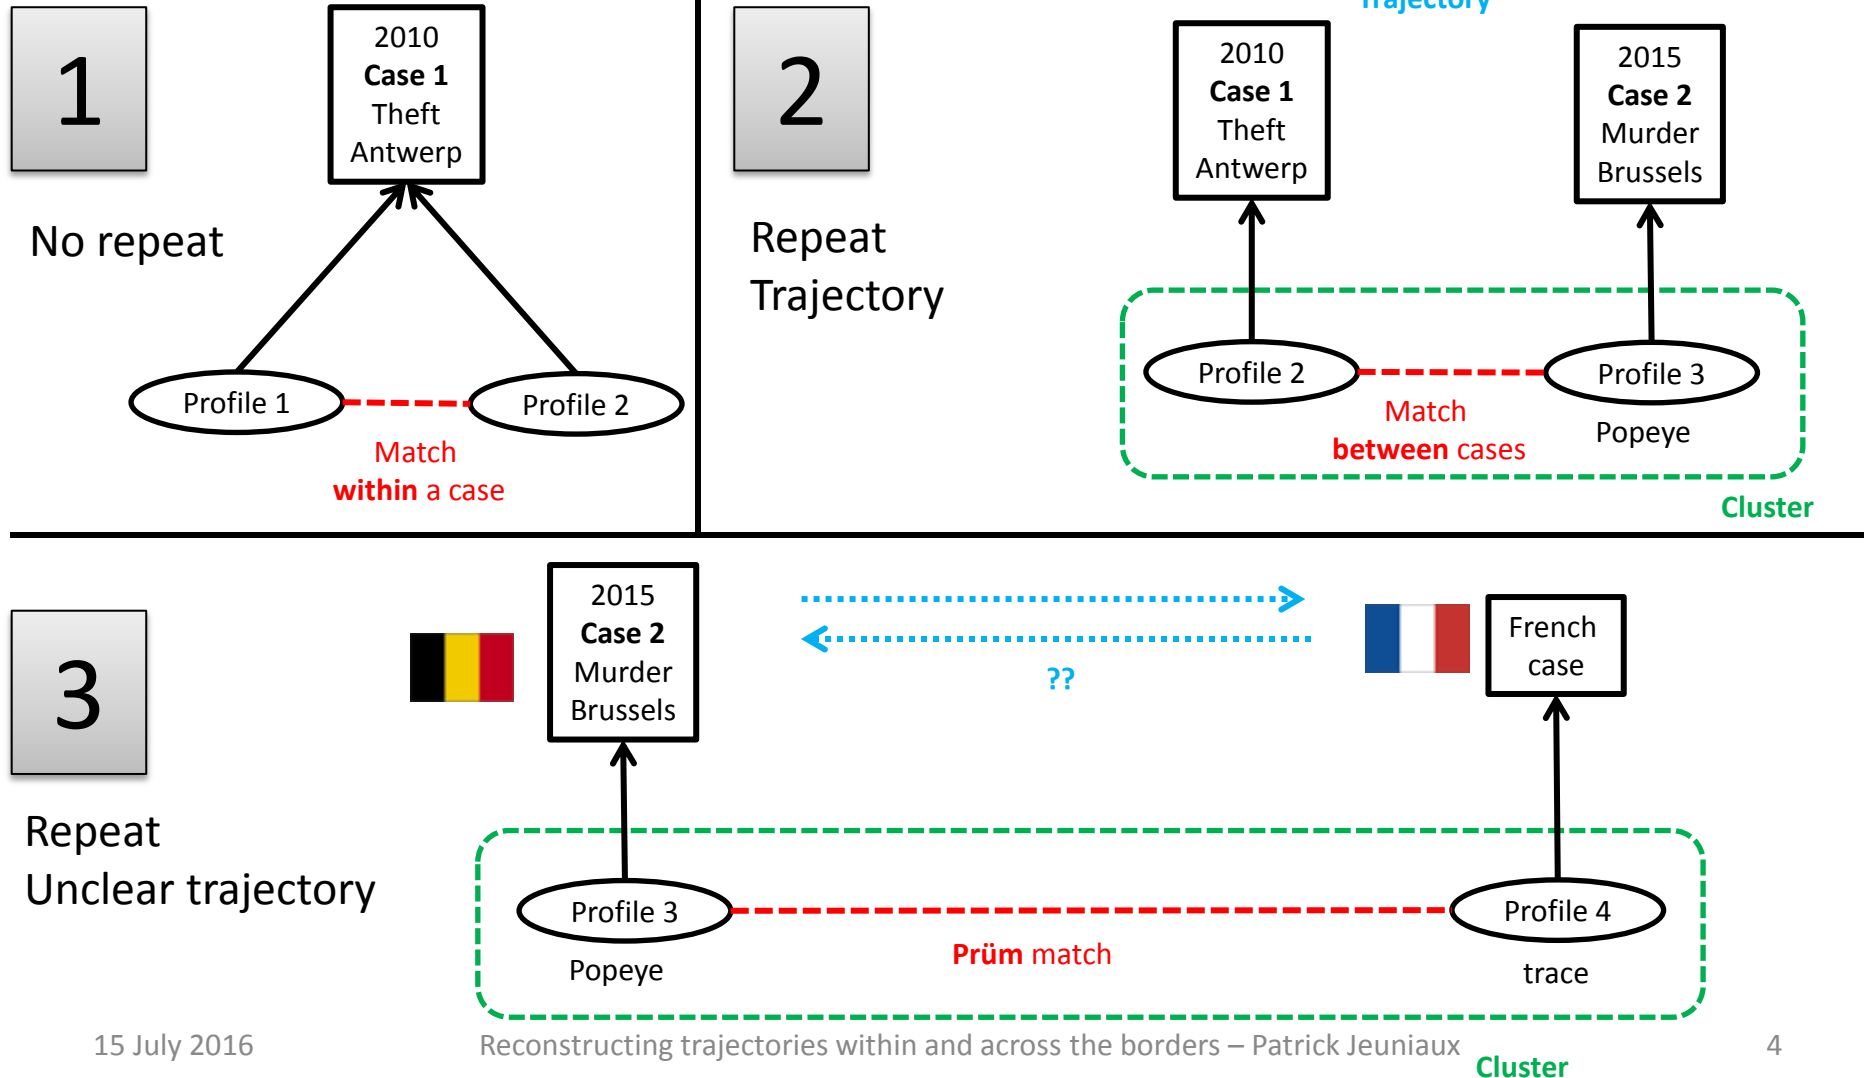 1
2010
Case 1
Theft
Antwerp
No repeat
Profile 1
Profile 2
Match
within a case
2
Trajectory
2010
Case 1
Theft
Antwerp
2015
Case 2
Murder
Brussels
Repeat
Trajectory
Profile 2
Profile 3
Match
between cases
Popeye
Cluster
3
2015
Case 2
Murder
Brussels
??
French
case
Repeat
Unclear trajectory
Profile 3
Profile 4
Prüm match
Popeye
trace
Cluster
15 July 2016
Reconstructing trajectories within and across the borders – Patrick Jeuniaux
4